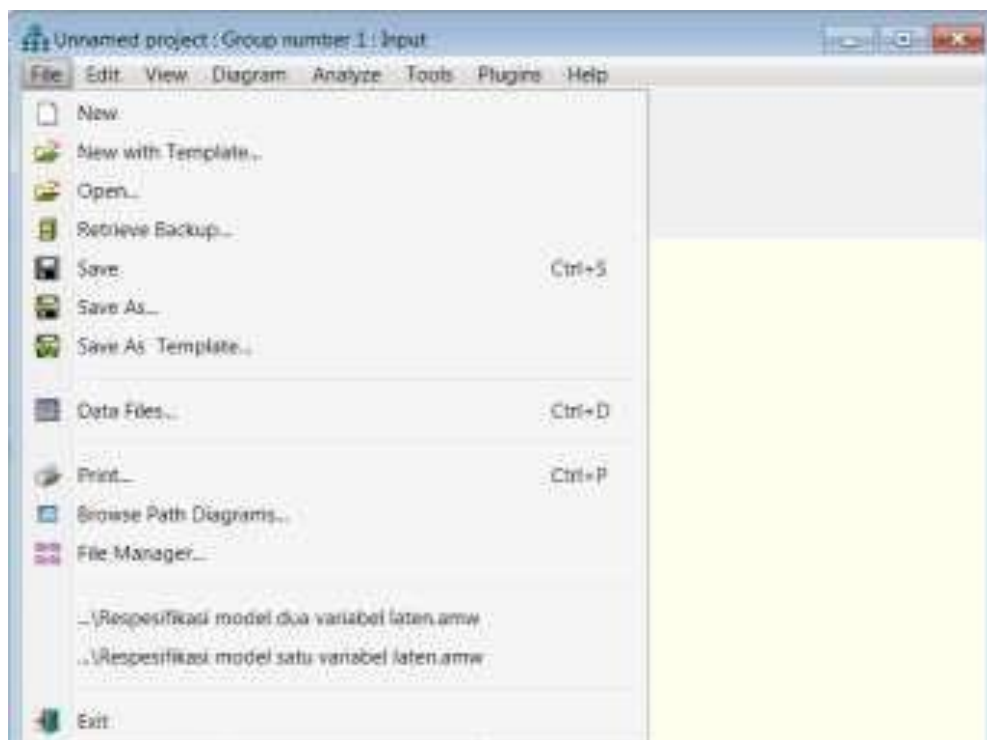 Unnamed project : Group number 1 : Input
File Edit View Diagram Analyze Tools Plugins Help
New
New with Template...
Open...
Retrieve Backup...
Save Ctrl+S
Save As...
Save As Template...
Data Files... Ctrl+D
Print... Ctrl+P
Browse Path Diagrams...
File Manager...
...\Respesifikasi model dua variabel laten.amw
...\Respesifikasi model satu variabel laten.amw
Exit